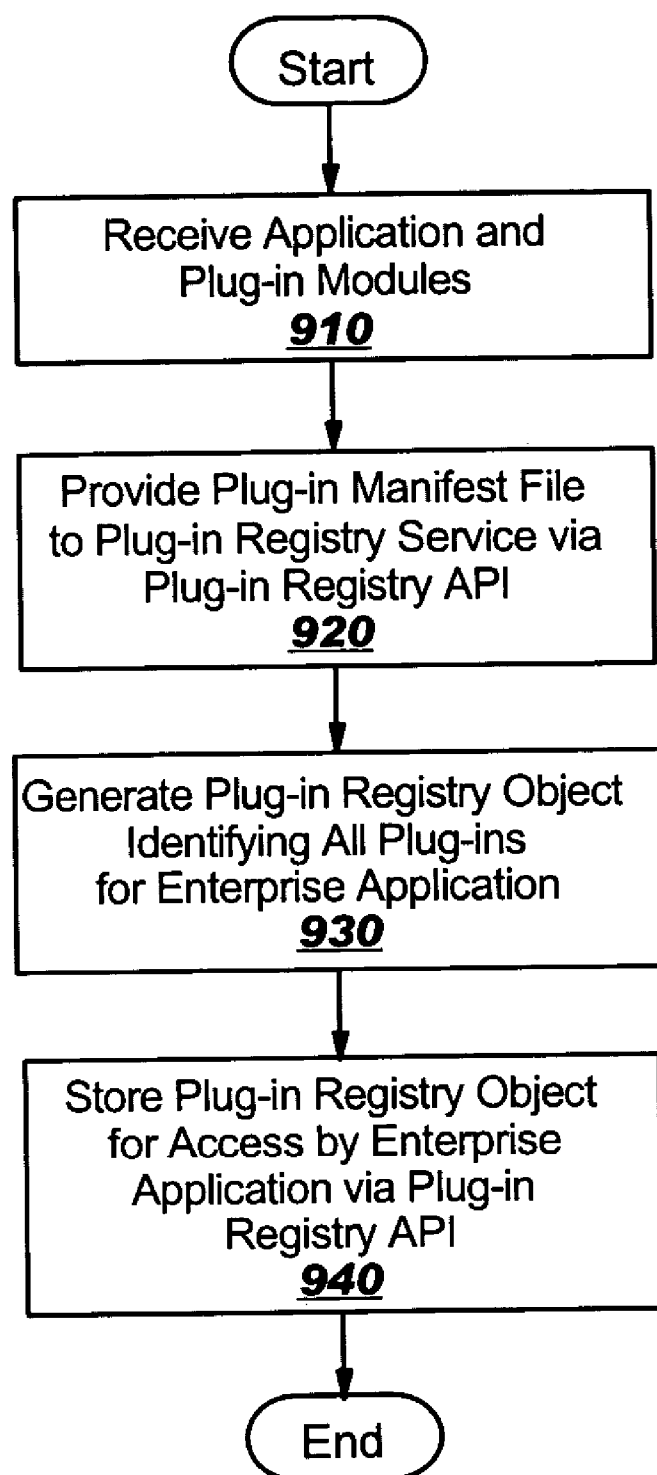 Start
Receive Application and
Plug-in Modules
910
Provide Plug-in Manifest File
to Plug-in Registry Service via
Plug-in Registry API
920
Generate Plug-in Registry Object
Identifying All Plug-ins
for Enterprise Application
930
Store Plug-in Registry Object
for Access by Enterprise
Application via Plug-in
Registry API
940
End